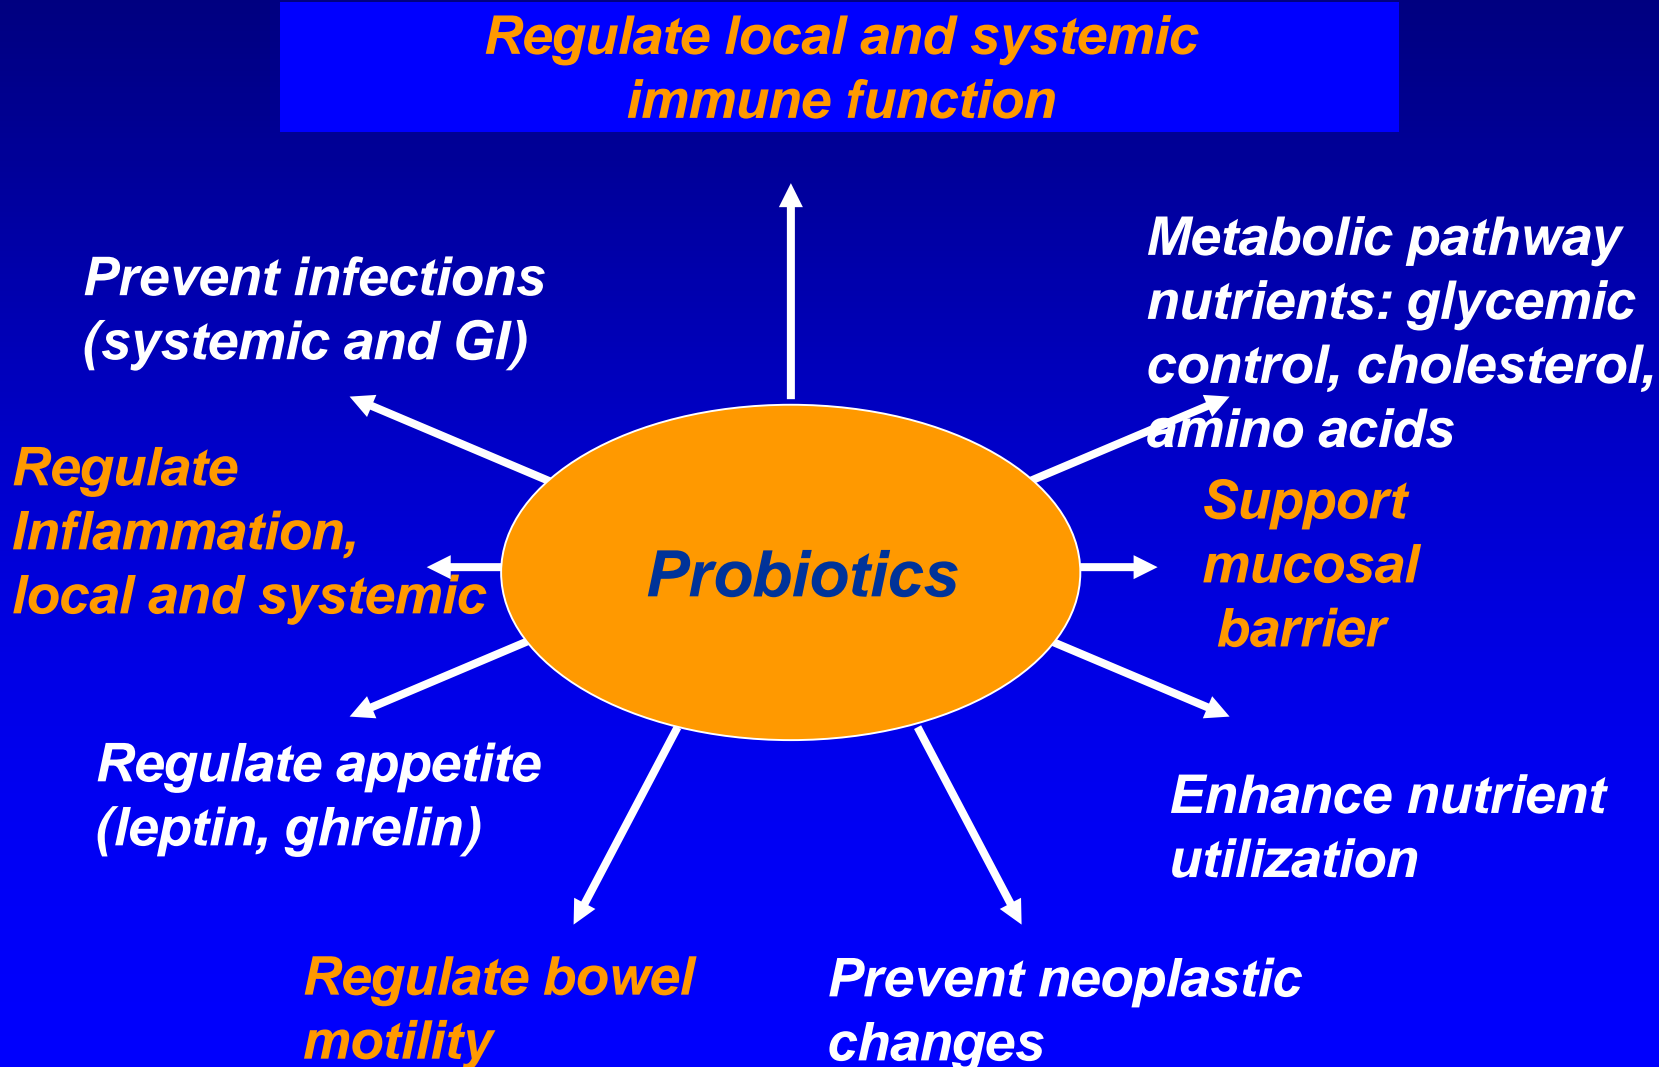 Regulate local and systemic
immune function
Prevent infections
(systemic and GI)
Metabolic pathway
nutrients: glycemic
control, cholesterol,
amino acids
Regulate
Inflammation,
local and systemic
Probiotics
Support
mucosal
barrier
Regulate appetite
(leptin, ghrelin)
Enhance nutrient
utilization
Regulate bowel
motility
Prevent neoplastic
changes